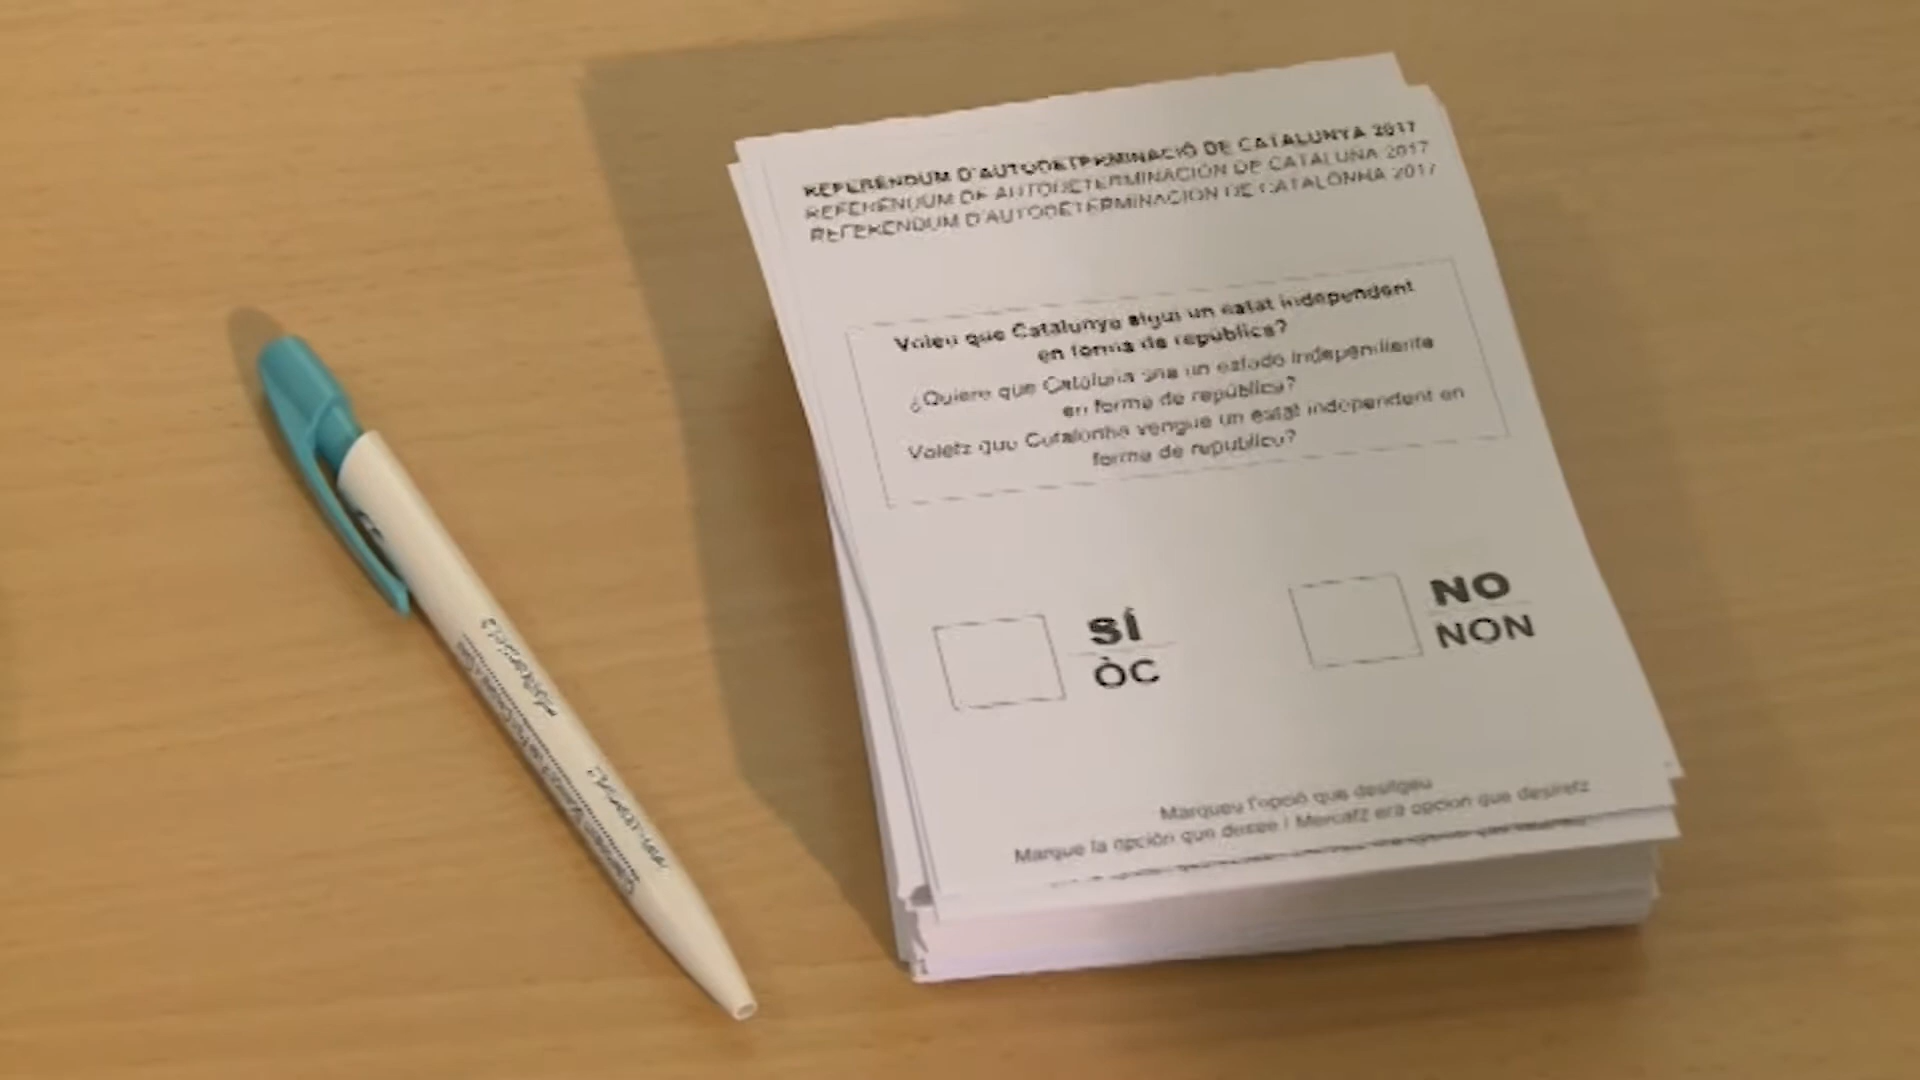 REFERÈNDUM D'AUTODETERMINACIÓ DE CATALUNYA 2017
REFERÉNDUM DE AUTODETERMINACIÓN DE CATALUÑA 2017
REFERÈNDUM D'AUTODETERMINACION DE CATALONHA 2017
Voleu que Catalunya sigui un estat independent
en forma de república?
¿Quiere que Cataluña sea un estado independiente
en forma de república?
Voletz que Catalonha vengue un estat independent en
forma de republica?
SÍ
ÒC
NO
NON
Marqueu l'opció que desitgeu
Marque la opción que desee / Mercatz era opcion que desiretz